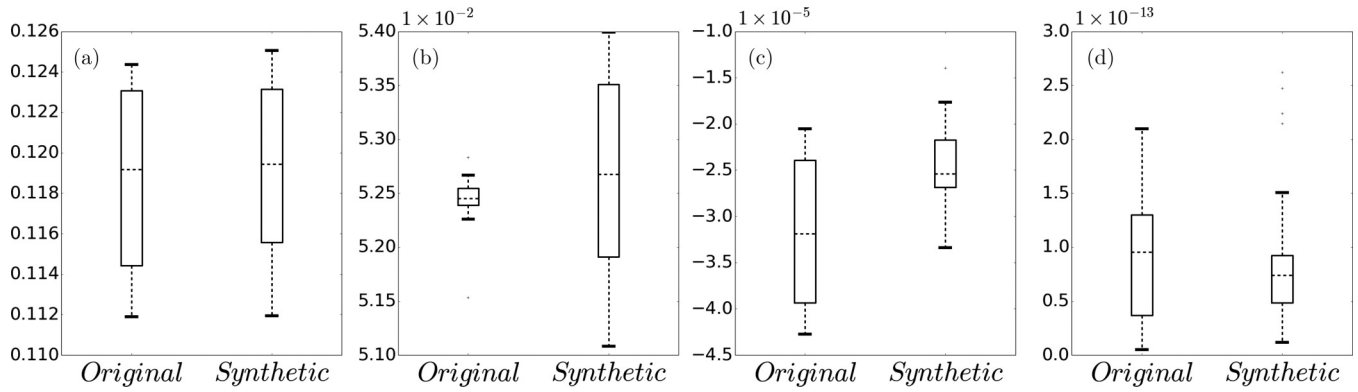 (a)
0.126
0.124
0.122
0.120
0.118
0.116
0.114
0.112
0.110
Original Synthetic
1 × 10⁻²
(b)
5.40
5.35
5.30
5.25
5.20
5.15
5.10
Original Synthetic
1 × 10⁻⁵
(c)
−1.0
−1.5
−2.0
−2.5
−3.0
−3.5
−4.0
−4.5
Original Synthetic
1 × 10⁻¹³
(d)
3.0
2.5
2.0
1.5
1.0
0.5
0.0
Original Synthetic